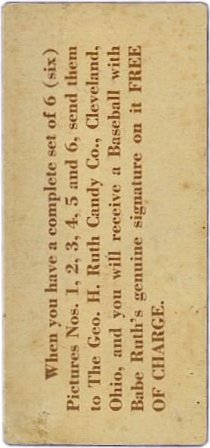 When you have a complete set of 6 (six)
Pictures Nos. 1, 2, 3, 4, 5 and 6, send them
to The Geo. H. Ruth Candy Co., Cleveland,
Ohio, and you will receive a Baseball with
Babe Ruth's genuine signature on it FREE
OF CHARGE.